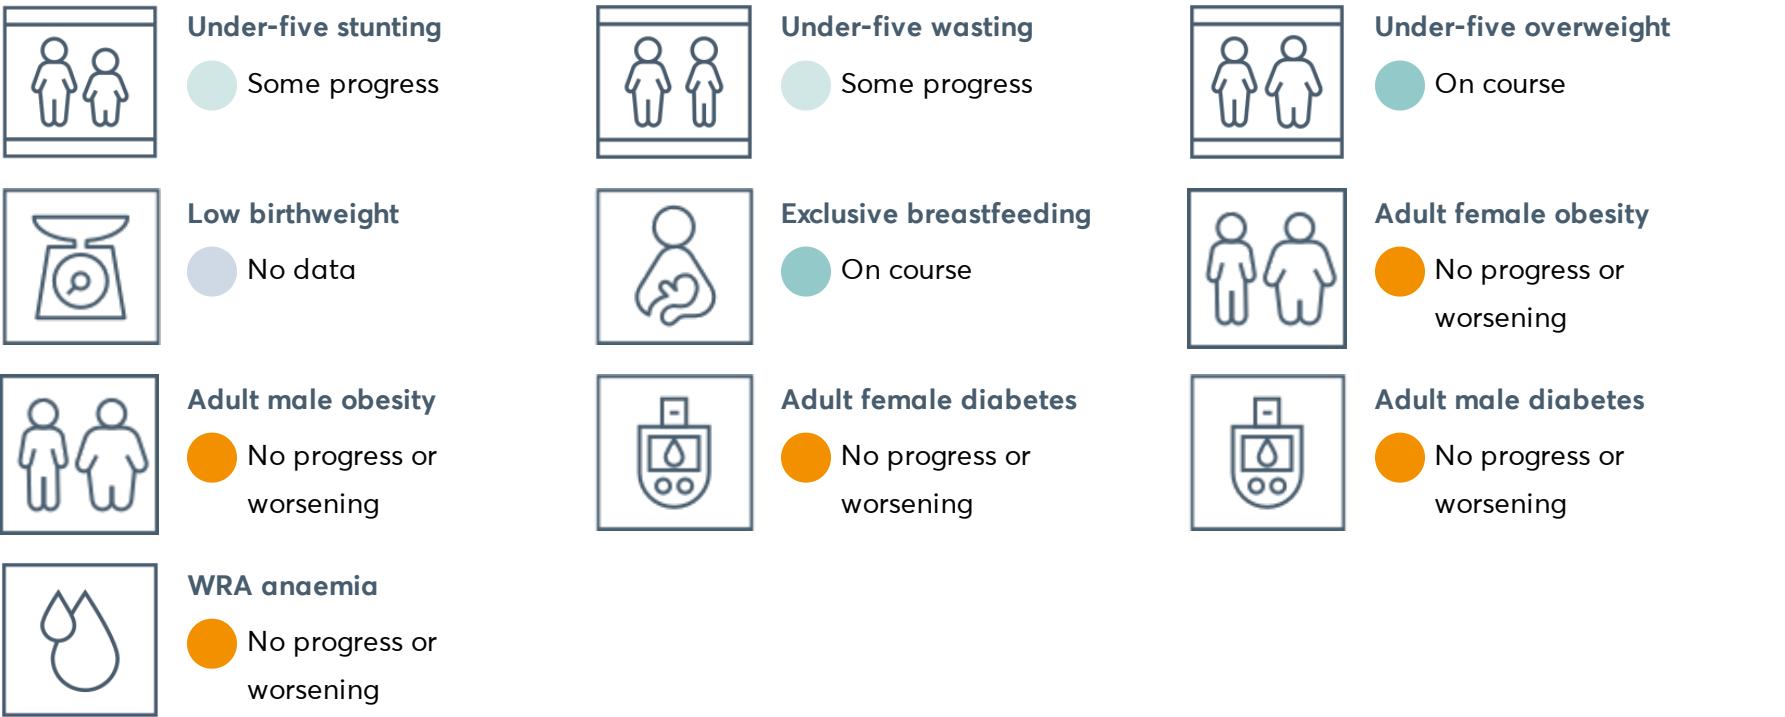 Under-five stunting
Some progress
Under-five wasting
Some progress
Under-five overweight
On course
Low birthweight
No data
Exclusive breastfeeding
On course
Adult female obesity
No progress or
worsening
Adult male obesity
No progress or
worsening
Adult female diabetes
No progress or
worsening
Adult male diabetes
No progress or
worsening
WRA anaemia
No progress or
worsening